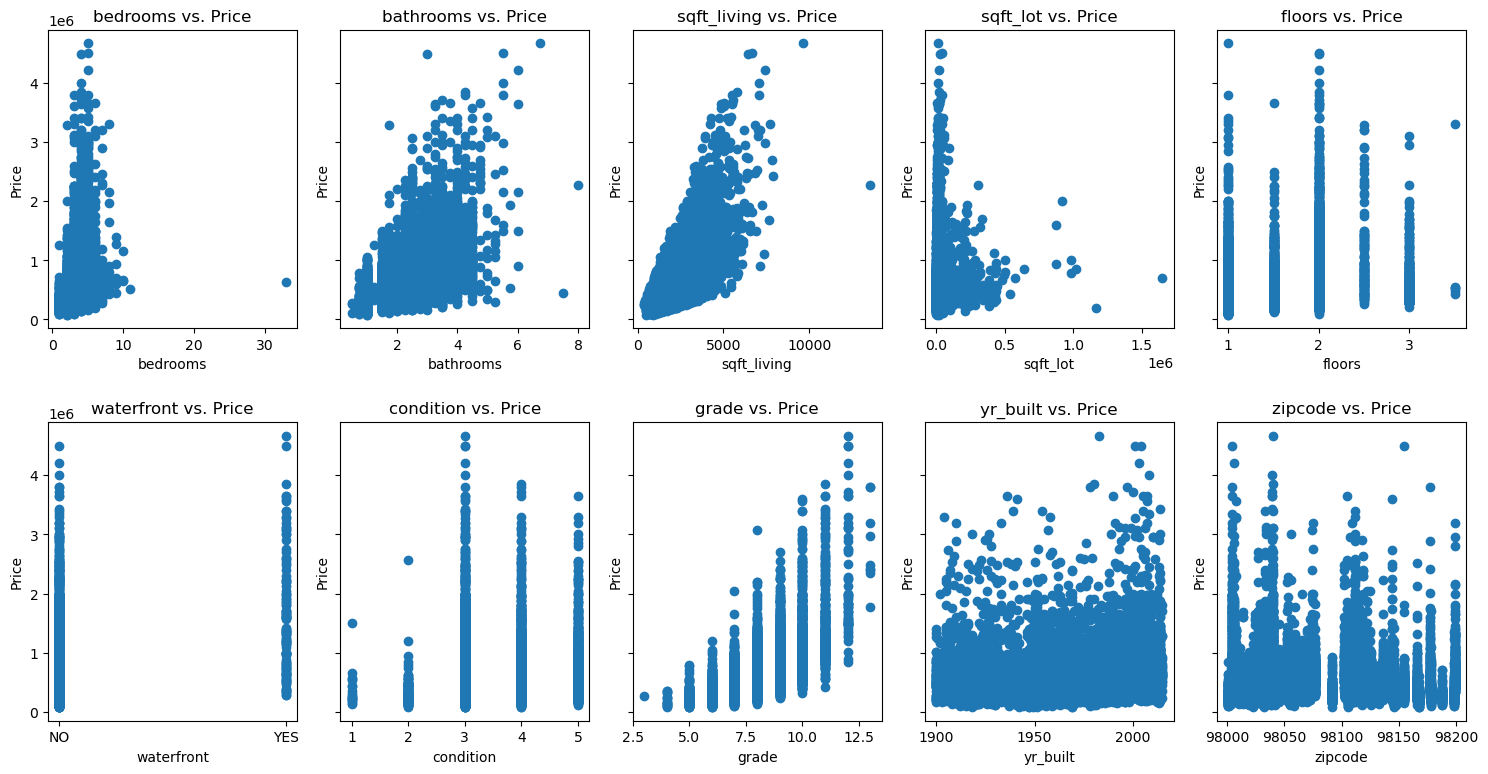 bedrooms vs. Price
bathrooms vs. Price
sqft_living vs. Price
sqft_lot vs. Price
floors vs. Price
1e6
4
3
2
1
0
Price
Price
Price
Price
Price
0 10 20 30
2 4 6 8
0 5000 10000
0.0 0.5 1.0 1.5
1 2 3
1e6
bedrooms
bathrooms
sqft_living
sqft_lot
floors
waterfront vs. Price
condition vs. Price
grade vs. Price
yr_built vs. Price
zipcode vs. Price
1e6
4
3
2
1
0
Price
Price
Price
Price
Price
NO YES
1 2 3 4 5
2.5 5.0 7.5 10.0 12.5
1900 1950 2000
98000 98050 98100 98150 98200
waterfront
condition
grade
yr_built
zipcode